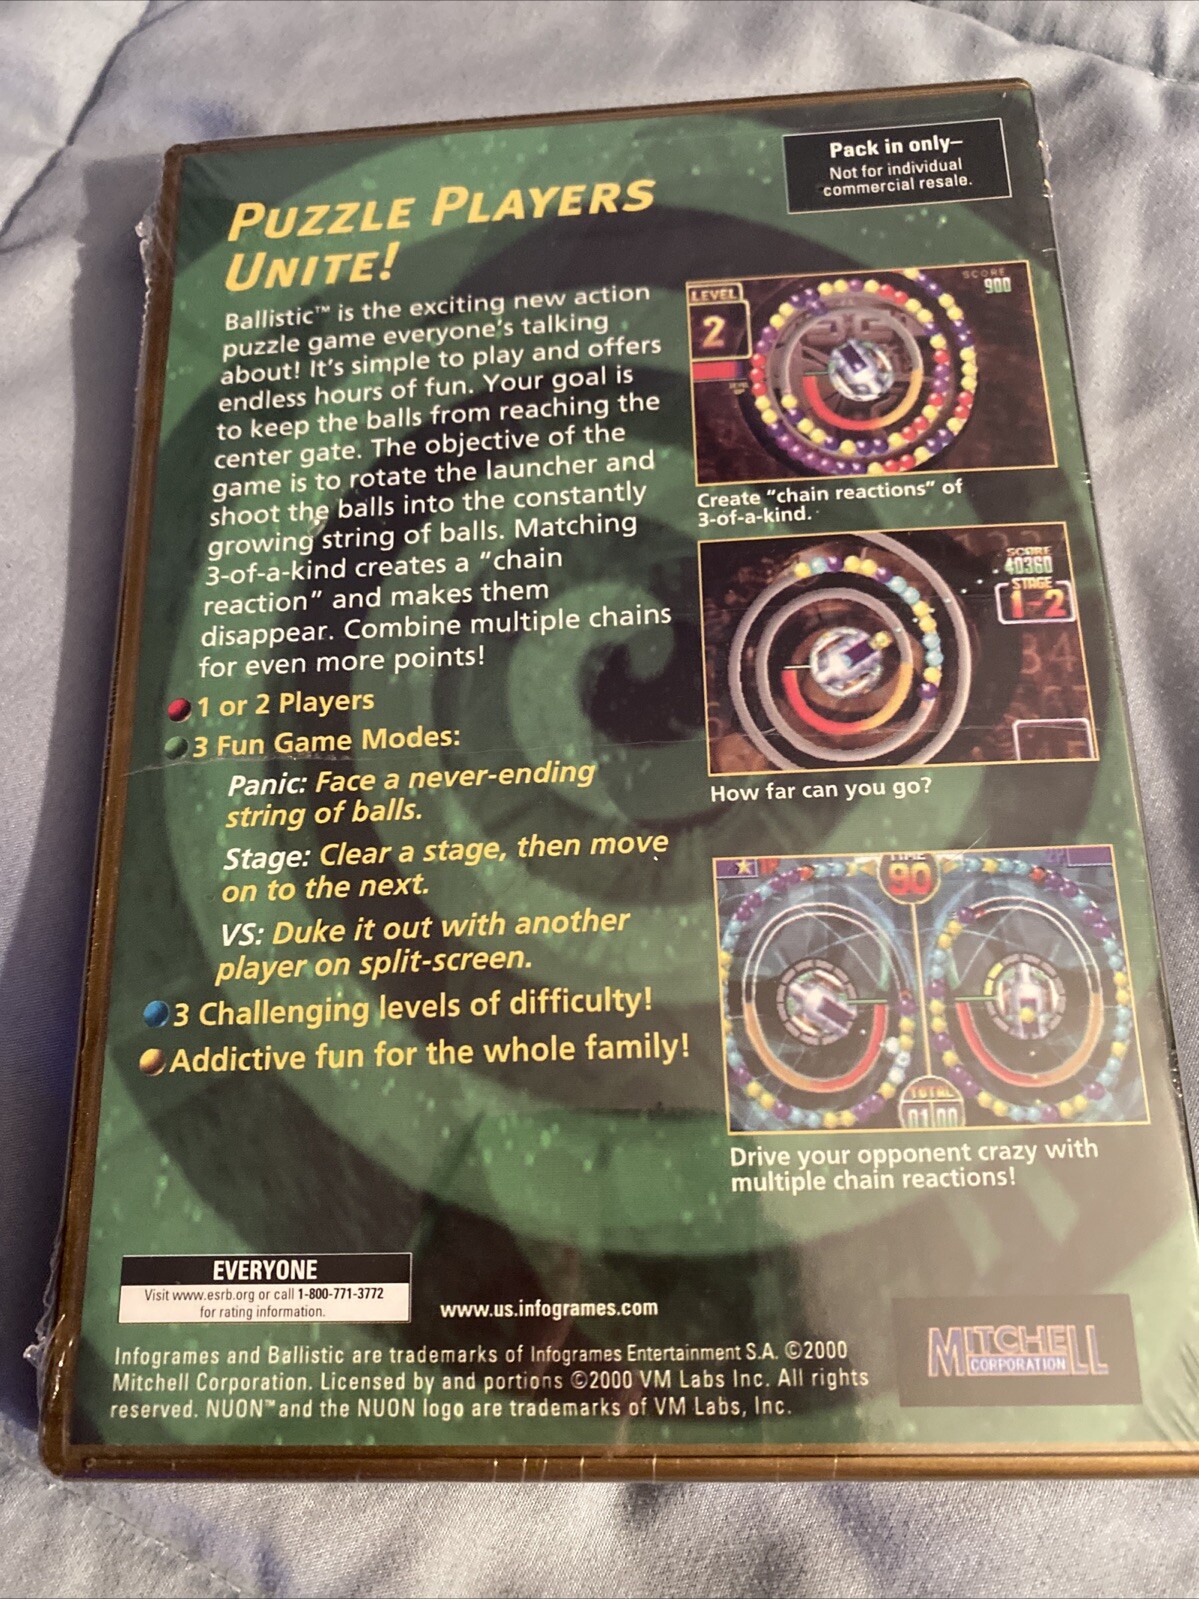 Pack in only–
Not for individual
commercial resale.
PUZZLE PLAYERS
UNITE!
Ballistic™ is the exciting new action
puzzle game everyone's talking
about! It's simple to play and offers
endless hours of fun. Your goal is
to keep the balls from reaching the
center gate. The objective of the
game is to rotate the launcher and
shoot the balls into the constantly
growing string of balls. Matching
3-of-a-kind creates a “chain
reaction” and makes them
disappear. Combine multiple chains
for even more points!
1 or 2 Players
3 Fun Game Modes:
Panic: Face a never-ending
string of balls.
Stage: Clear a stage, then move
on to the next.
VS: Duke it out with another
player on split-screen.
3 Challenging levels of difficulty!
Addictive fun for the whole family!
LEVEL
2
SCORE
900
Create “chain reactions” of
3-of-a-kind.
SCORE
40360
STAGE
1-2
34
How far can you go?
TIME
90
TOTAL
01 00
Drive your opponent crazy with
multiple chain reactions!
EVERYONE
Visit www.esrb.org or call 1-800-771-3772
for rating information.
www.us.infogrames.com
Infogrames and Ballistic are trademarks of Infogrames Entertainment S.A. ©2000
Mitchell Corporation. Licensed by and portions ©2000 VM Labs Inc. All rights
reserved. NUON™ and the NUON logo are trademarks of VM Labs, Inc.
MITCHELL
CORPORATION